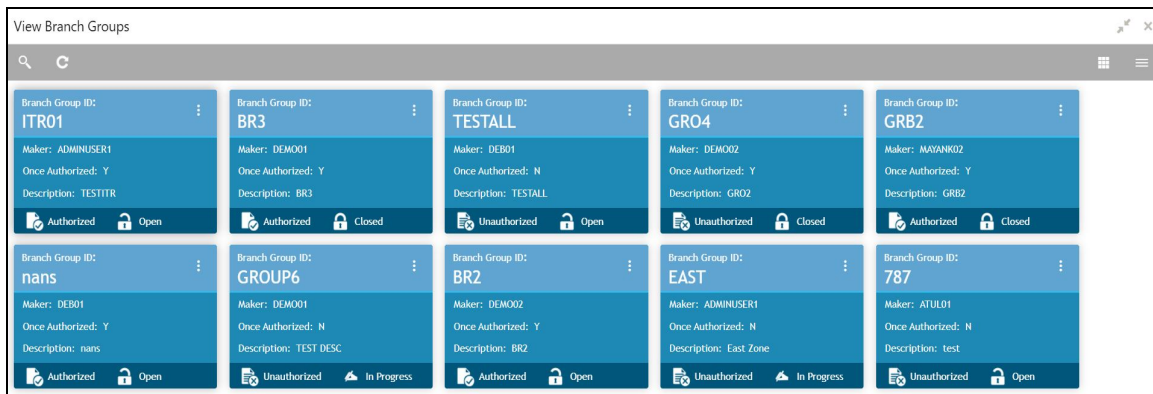 View Branch Groups
Branch Group ID:
ITR01
Maker: ADMINUSER1
Once Authorized: Y
Description: TESTITR
Authorized Open
Branch Group ID:
BR3
Maker: DEMO01
Once Authorized: Y
Description: BR3
Authorized Closed
Branch Group ID:
TESTALL
Maker: DEB01
Once Authorized: N
Description: TESTALL
Unauthorized Open
Branch Group ID:
GRO4
Maker: DEMO02
Once Authorized: Y
Description: GRO2
Unauthorized Closed
Branch Group ID:
GRB2
Maker: MAYANK02
Once Authorized: Y
Description: GRB2
Authorized Closed
Branch Group ID:
nans
Maker: DEB01
Once Authorized: Y
Description: nans
Authorized Open
Branch Group ID:
GROUP6
Maker: DEMO01
Once Authorized: N
Description: TEST DESC
Unauthorized In Progress
Branch Group ID:
BR2
Maker: DEMO02
Once Authorized: Y
Description: BR2
Authorized Open
Branch Group ID:
EAST
Maker: ADMINUSER1
Once Authorized: N
Description: East Zone
Unauthorized In Progress
Branch Group ID:
787
Maker: ATUL01
Once Authorized: N
Description: test
Unauthorized Open